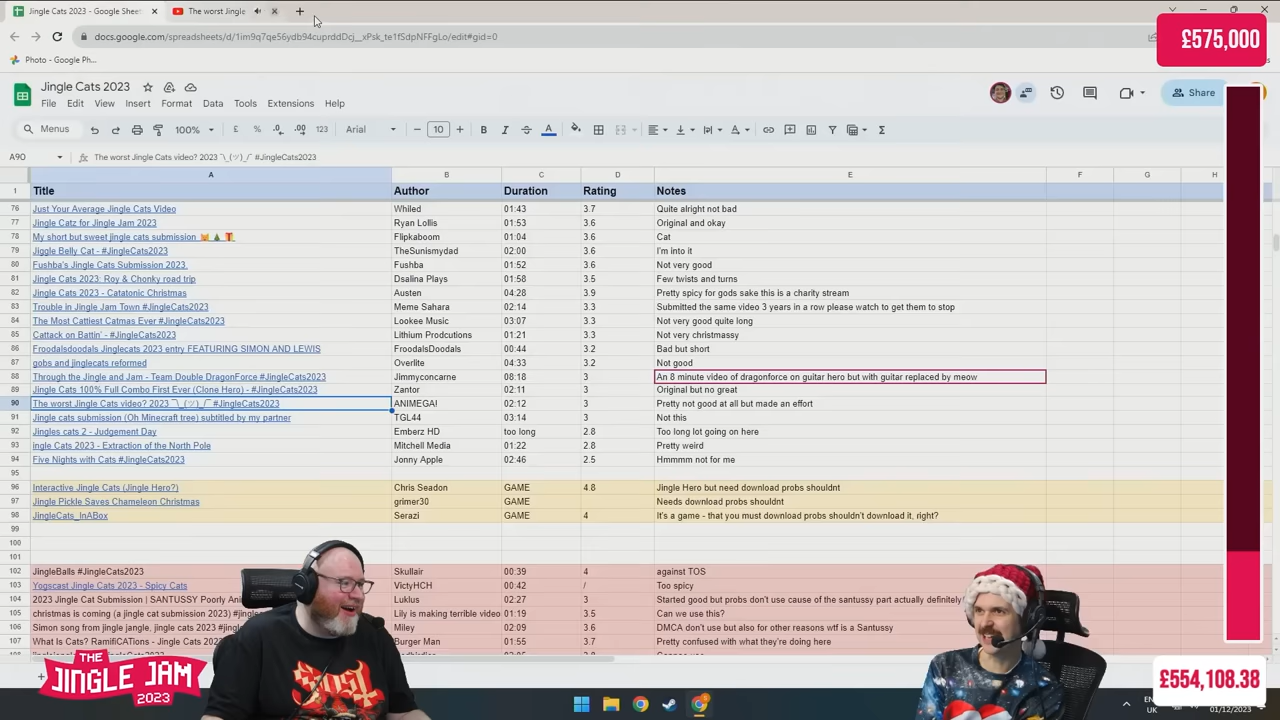 Jingle Cats 2023 - Google Sheet
The worst Jingle
docs.google.com/spreadsheets/d/1im9q7qe56ydb94cuprddDcj__xPsk_te1fSdpNFFgLo/edit#gid=0
£575,000
Photo - Google Ph...
Jingle Cats 2023
File Edit View Insert Format Data Tools Extensions Help
Share
Menus 100% £ % .0 .00 123 Arial 10 B I A
A90 The worst Jingle Cats video? 2023 ¯\_(ツ)_/¯ #JingleCats2023
A B C D E F G H
1 Title Author Duration Rating Notes
76 Just Your Average Jingle Cats Video Whiled 01:43 3.7 Quite alright not bad
77 Jingle Catz for Jingle Jam 2023 Ryan Lollis 01:53 3.6 Original and okay
78 My short but sweet jingle cats submission 🐱🎄🎁 Flipkaboom 01:04 3.6 Cat
79 Jiggle Belly Cat - #JingleCats2023 TheSunismydad 02:00 3.6 I'm into it
80 Fushba's Jingle Cats Submission 2023. Fushba 01:52 3.6 Not very good
81 Jingle Cats 2023: Roy & Chonky road trip Dsalina Plays 01:58 3.5 Few twists and turns
82 Jingle Cats 2023 - Catatonic Christmas Austen 04:28 3.9 Pretty spicy for gods sake this is a charity stream
83 Trouble in Jingle Jam Town #JingleCats2023 Meme Sahara 02:14 3.3 Submitted the same video 3 years in a row please watch to get them to stop
84 The Most Cattiest Catmas Ever #JingleCats2023 Lookee Music 03:07 3.3 Not very good quite long
85 Cattack on Battin' - #JingleCats2023 Lithium Prodcutions 01:21 3.3 Not very christmassy
86 Froodalsdoodals Jinglecats 2023 entry FEATURING SIMON AND LEWIS FroodalsDoodals 00:44 3.2 Bad but short
87 gobs and jinglecats reformed Overlite 04:33 3.2 Not good
88 Through the Jingle and Jam - Team Double DragonForce #JingleCats2023 Jimmyconcarne 08:18 3 An 8 minute video of dragonforce on guitar hero but with guitar replaced by meow
89 Jingle Cats 100% Full Combo First Ever (Clone Hero) - #JingleCats2023 Zantor 02:11 3 Original but no great
90 The worst Jingle Cats video? 2023 ¯\_(ツ)_/¯ #JingleCats2023 ANIMEGA! 02:12 3 Pretty not good at all but made an effort
91 Jingle cats submission (Oh Minecraft tree) subtitled by my partner TGL44 03:14 3 Not this
92 Jingles cats 2 - Judgement Day Emberz HD too long 2.8 Too long lot going on here
93 ingle Cats 2023 - Extraction of the North Pole Mitchell Media 01:22 2.8 Pretty weird
94 Five Nights with Cats #JingleCats2023 Jonny Apple 02:46 2.5 Hmmmm not for me
95
96 Interactive Jingle Cats (Jingle Hero?) Chris Seadon GAME 4.8 Jingle Hero but need download probs shouldnt
97 Jingle Pickle Saves Chameleon Christmas grimer30 GAME Needs download probs shouldnt
98 JingleCats_InABox Serazi GAME 4 It's a game - that you must download probs shouldn't download it, right?
99
100
101
102 JingleBalls #JingleCats2023 Skullair 00:39 4 against TOS
103 Yogscast Jingle Cats 2023 - Spicy Cats VictyHCH 00:42 / Too spicy
104 2023 Jingle Cat Submission | SANTUSSY Poorly Ani Luklus 02:27 3 Started good but probs don't use cause of the santussy part actually definitely
105 christmas is coming (a jingle cat submission 2023) #jingle Lily is making terrible video 01:19 3.5 Can we use this?
106 Simon song from jingle jangle, jingle cats 2023 #jingl Miley 02:09 3.6 DMCA don't use but also for other reasons wtf is a Santussy
107 What Is Cats? RamifiCATions - Jingle Cats 2 Burger Man 01:55 3.7 Pretty confused with what they're doing here
108
THE JINGLE JAM 2023
Ghost
£554,108.38
UK 01/12/2023